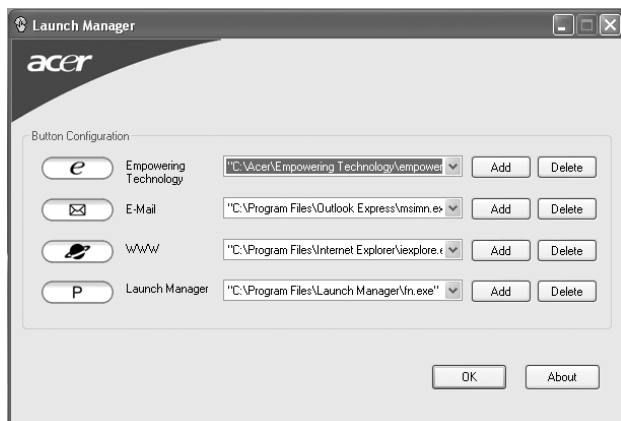 Launch Manager
acer
Button Configuration
e Empowering Technology "C:\Acer\Empowering Technology\empower Add Delete
E-Mail "C:\Program Files\Outlook Express\msimn.ex Add Delete
WWW "C:\Program Files\Internet Explorer\iexplore.e Add Delete
P Launch Manager "C:\Program Files\Launch Manager\fn.exe" Add Delete
OK About